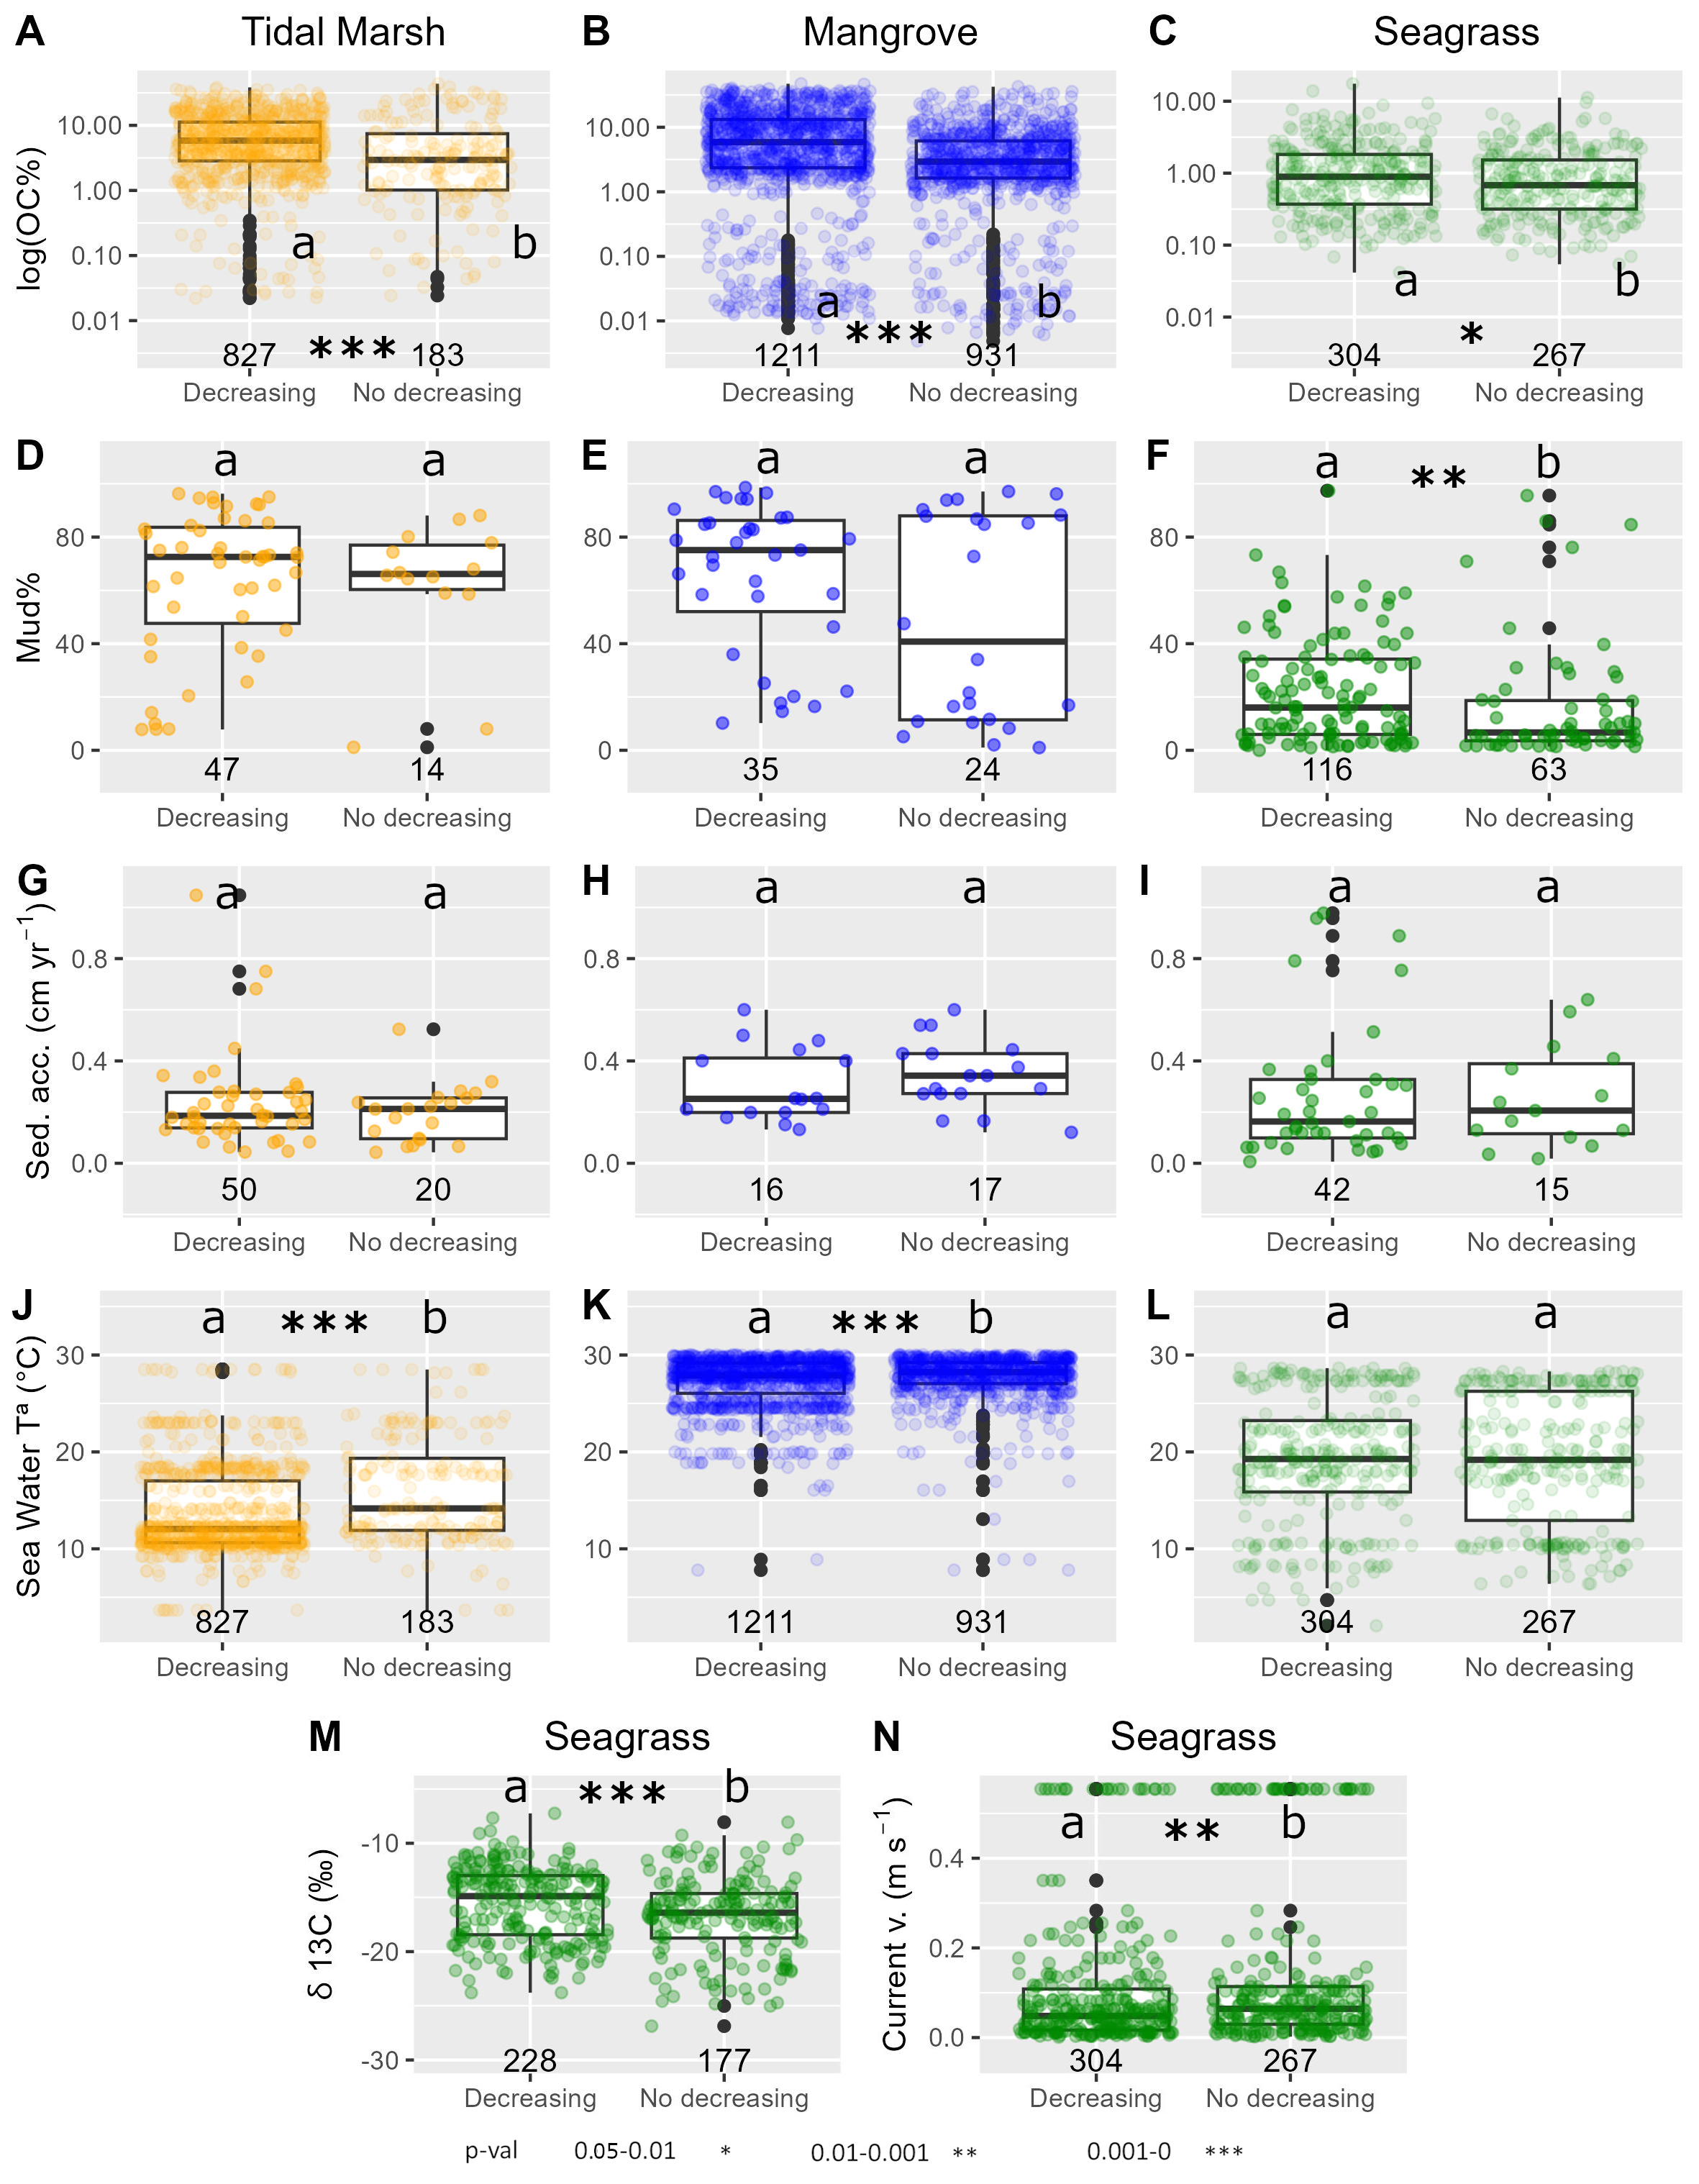 A Tidal Marsh B Mangrove C Seagrass
log(OC%)
10.00 1.00 0.10 0.01
a b
827 *** 183
Decreasing No decreasing
10.00 1.00 0.10 0.01
a b
1211 *** 931
Decreasing No decreasing
10.00 1.00 0.10 0.01
a b
304 * 267
Decreasing No decreasing
D
Mud%
a a
80 40 0
47 14
Decreasing No decreasing
E
a a
80 40 0
35 24
Decreasing No decreasing
F
a ** b
80 40 0
116 63
Decreasing No decreasing
G
Sed. acc. (cm yr⁻¹)
a a
0.8 0.4 0.0
50 20
Decreasing No decreasing
H
a a
0.8 0.4 0.0
16 17
Decreasing No decreasing
I
a a
0.8 0.4 0.0
42 15
Decreasing No decreasing
J
Sea Water Tª (°C)
a *** b
30 20 10
827 183
Decreasing No decreasing
K
a *** b
30 20 10
1211 931
Decreasing No decreasing
L
a a
30 20 10
304 267
Decreasing No decreasing
M Seagrass
δ 13C (‰)
a *** b
-10 -20 -30
228 177
Decreasing No decreasing
N Seagrass
Current v. (m s⁻¹)
a ** b
0.4 0.2 0.0
304 267
Decreasing No decreasing
p-val 0.05-0.01 * 0.01-0.001 ** 0.001-0 ***